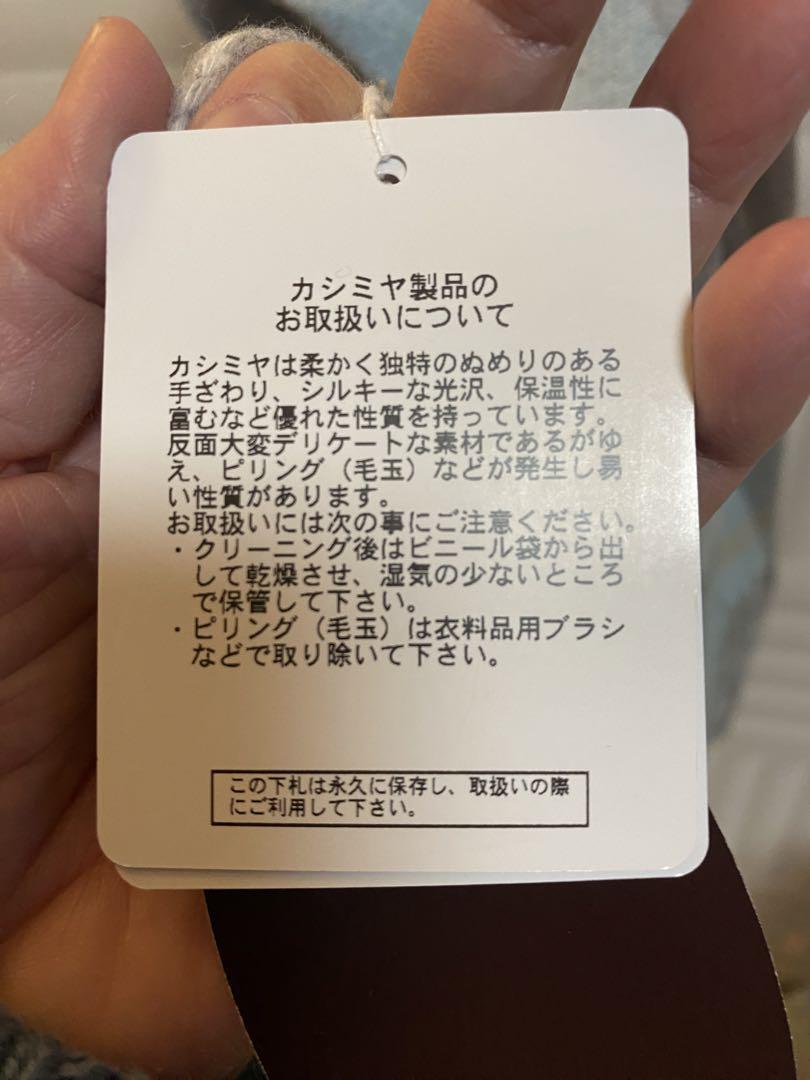 カシミヤ製品の
お取扱いについて
カシミヤは柔かく独特のぬめりのある
手ざわり、シルキーな光沢、保温性に
富むなど優れた性質を持っています。
反面大変デリケートな素材であるがゆ
え、ピリング（毛玉）などが発生し易
い性質があります。
お取扱いには次の事にご注意ください。
・クリーニング後はビニール袋から出
して乾燥させ、湿気の少ないところ
で保管して下さい。
・ピリング（毛玉）は衣料品用ブラシ
などで取り除いて下さい。
この下札は永久に保存し、取扱いの際
にご利用して下さい。